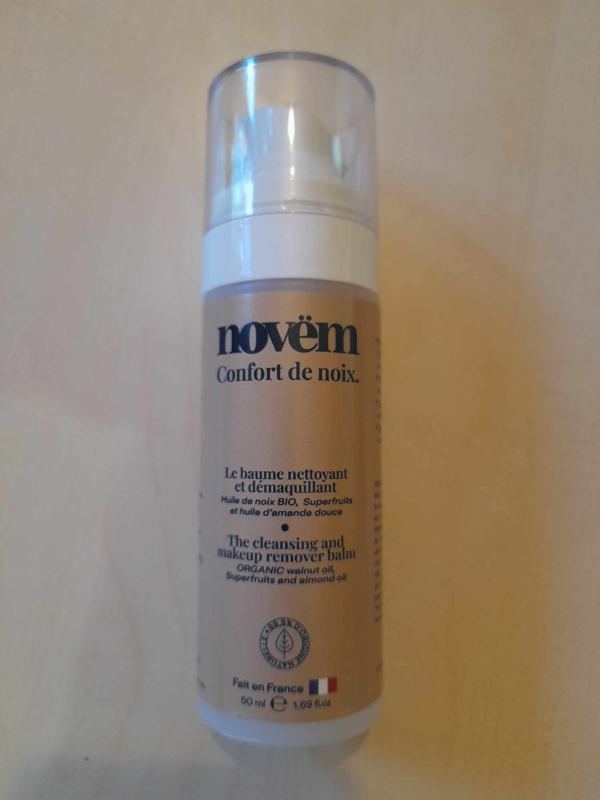 novëm
Confort de noix.
Le baume nettoyant
et démaquillant
Huile de noix BIO, Superfruits
et huile d'amande douce
The cleansing and
makeup remover balm
ORGANIC walnut oil,
Superfruits and almond oil
D'ORIGINE NATURELLE
Fait en France
50 ml e 1.69 fl.oz